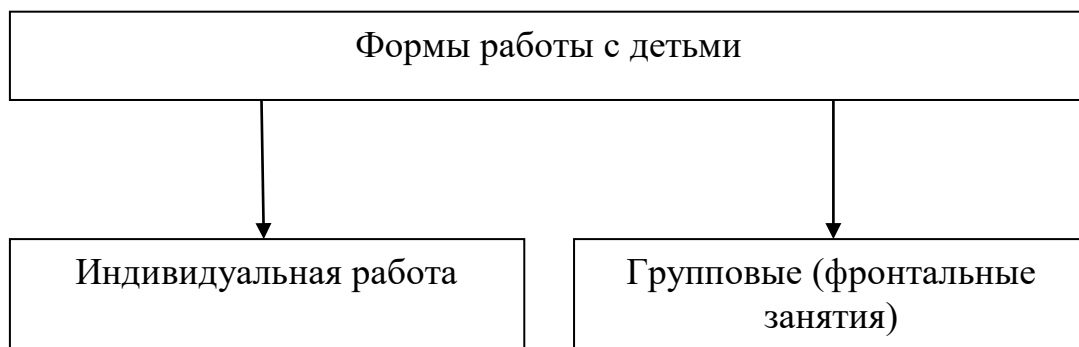 Формы работы с детьми
Индивидуальная работа
Групповые (фронтальные
занятия)